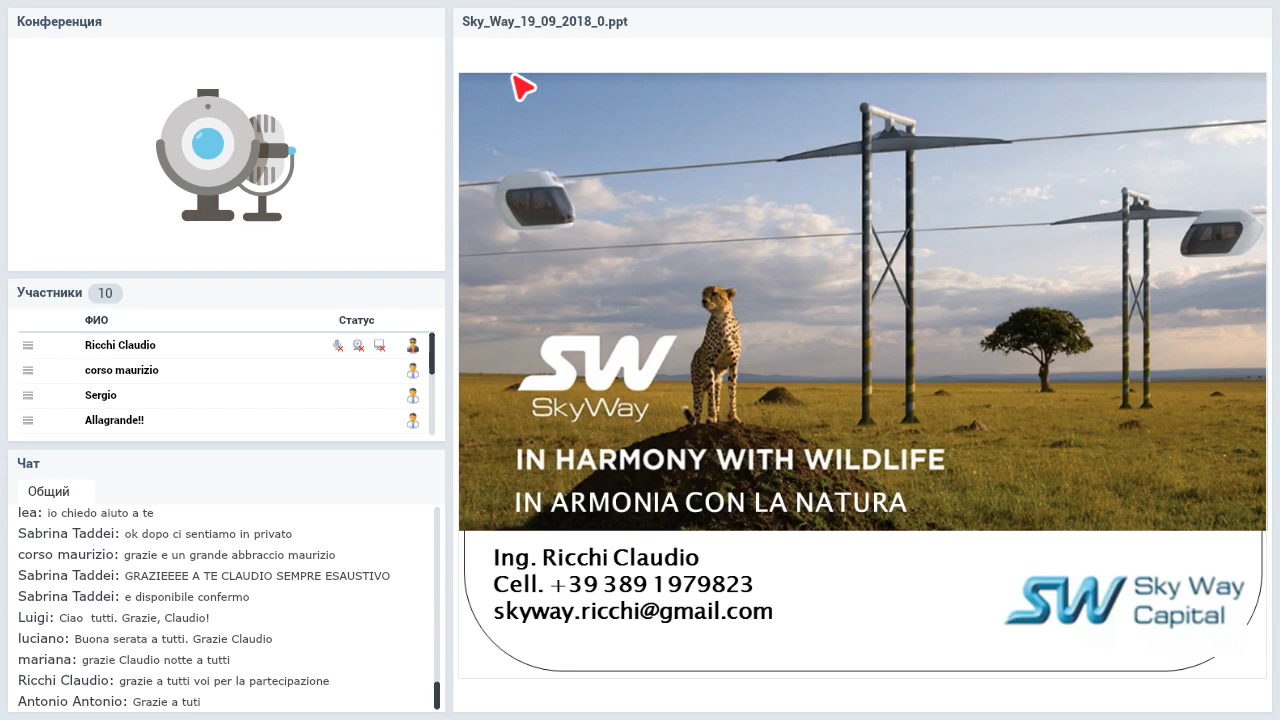 Конференция
Sky_Way_19_09_2018_0.ppt
Участники 10
ФИО Статус
Ricchi Claudio
corso maurizio
Sergio
Allagrande!!
Чат
Общий
lea: io chiedo aiuto a te
Sabrina Taddei: ok dopo ci sentiamo in privato
corso maurizio: grazie e un grande abbraccio maurizio
Sabrina Taddei: GRAZIEEEE A TE CLAUDIO SEMPRE ESAUSTIVO
Sabrina Taddei: e disponibile confermo
Luigi: Ciao tutti. Grazie, Claudio!
luciano: Buona serata a tutti. Grazie Claudio
mariana: grazie Claudio notte a tutti
Ricchi Claudio: grazie a tutti voi per la partecipazione
Antonio Antonio: Grazie a tuti
SW
SkyWay
IN HARMONY WITH WILDLIFE
IN ARMONIA CON LA NATURA
Ing. Ricchi Claudio
Cell. +39 389 1979823
skyway.ricchi@gmail.com
SW Sky Way
Capital